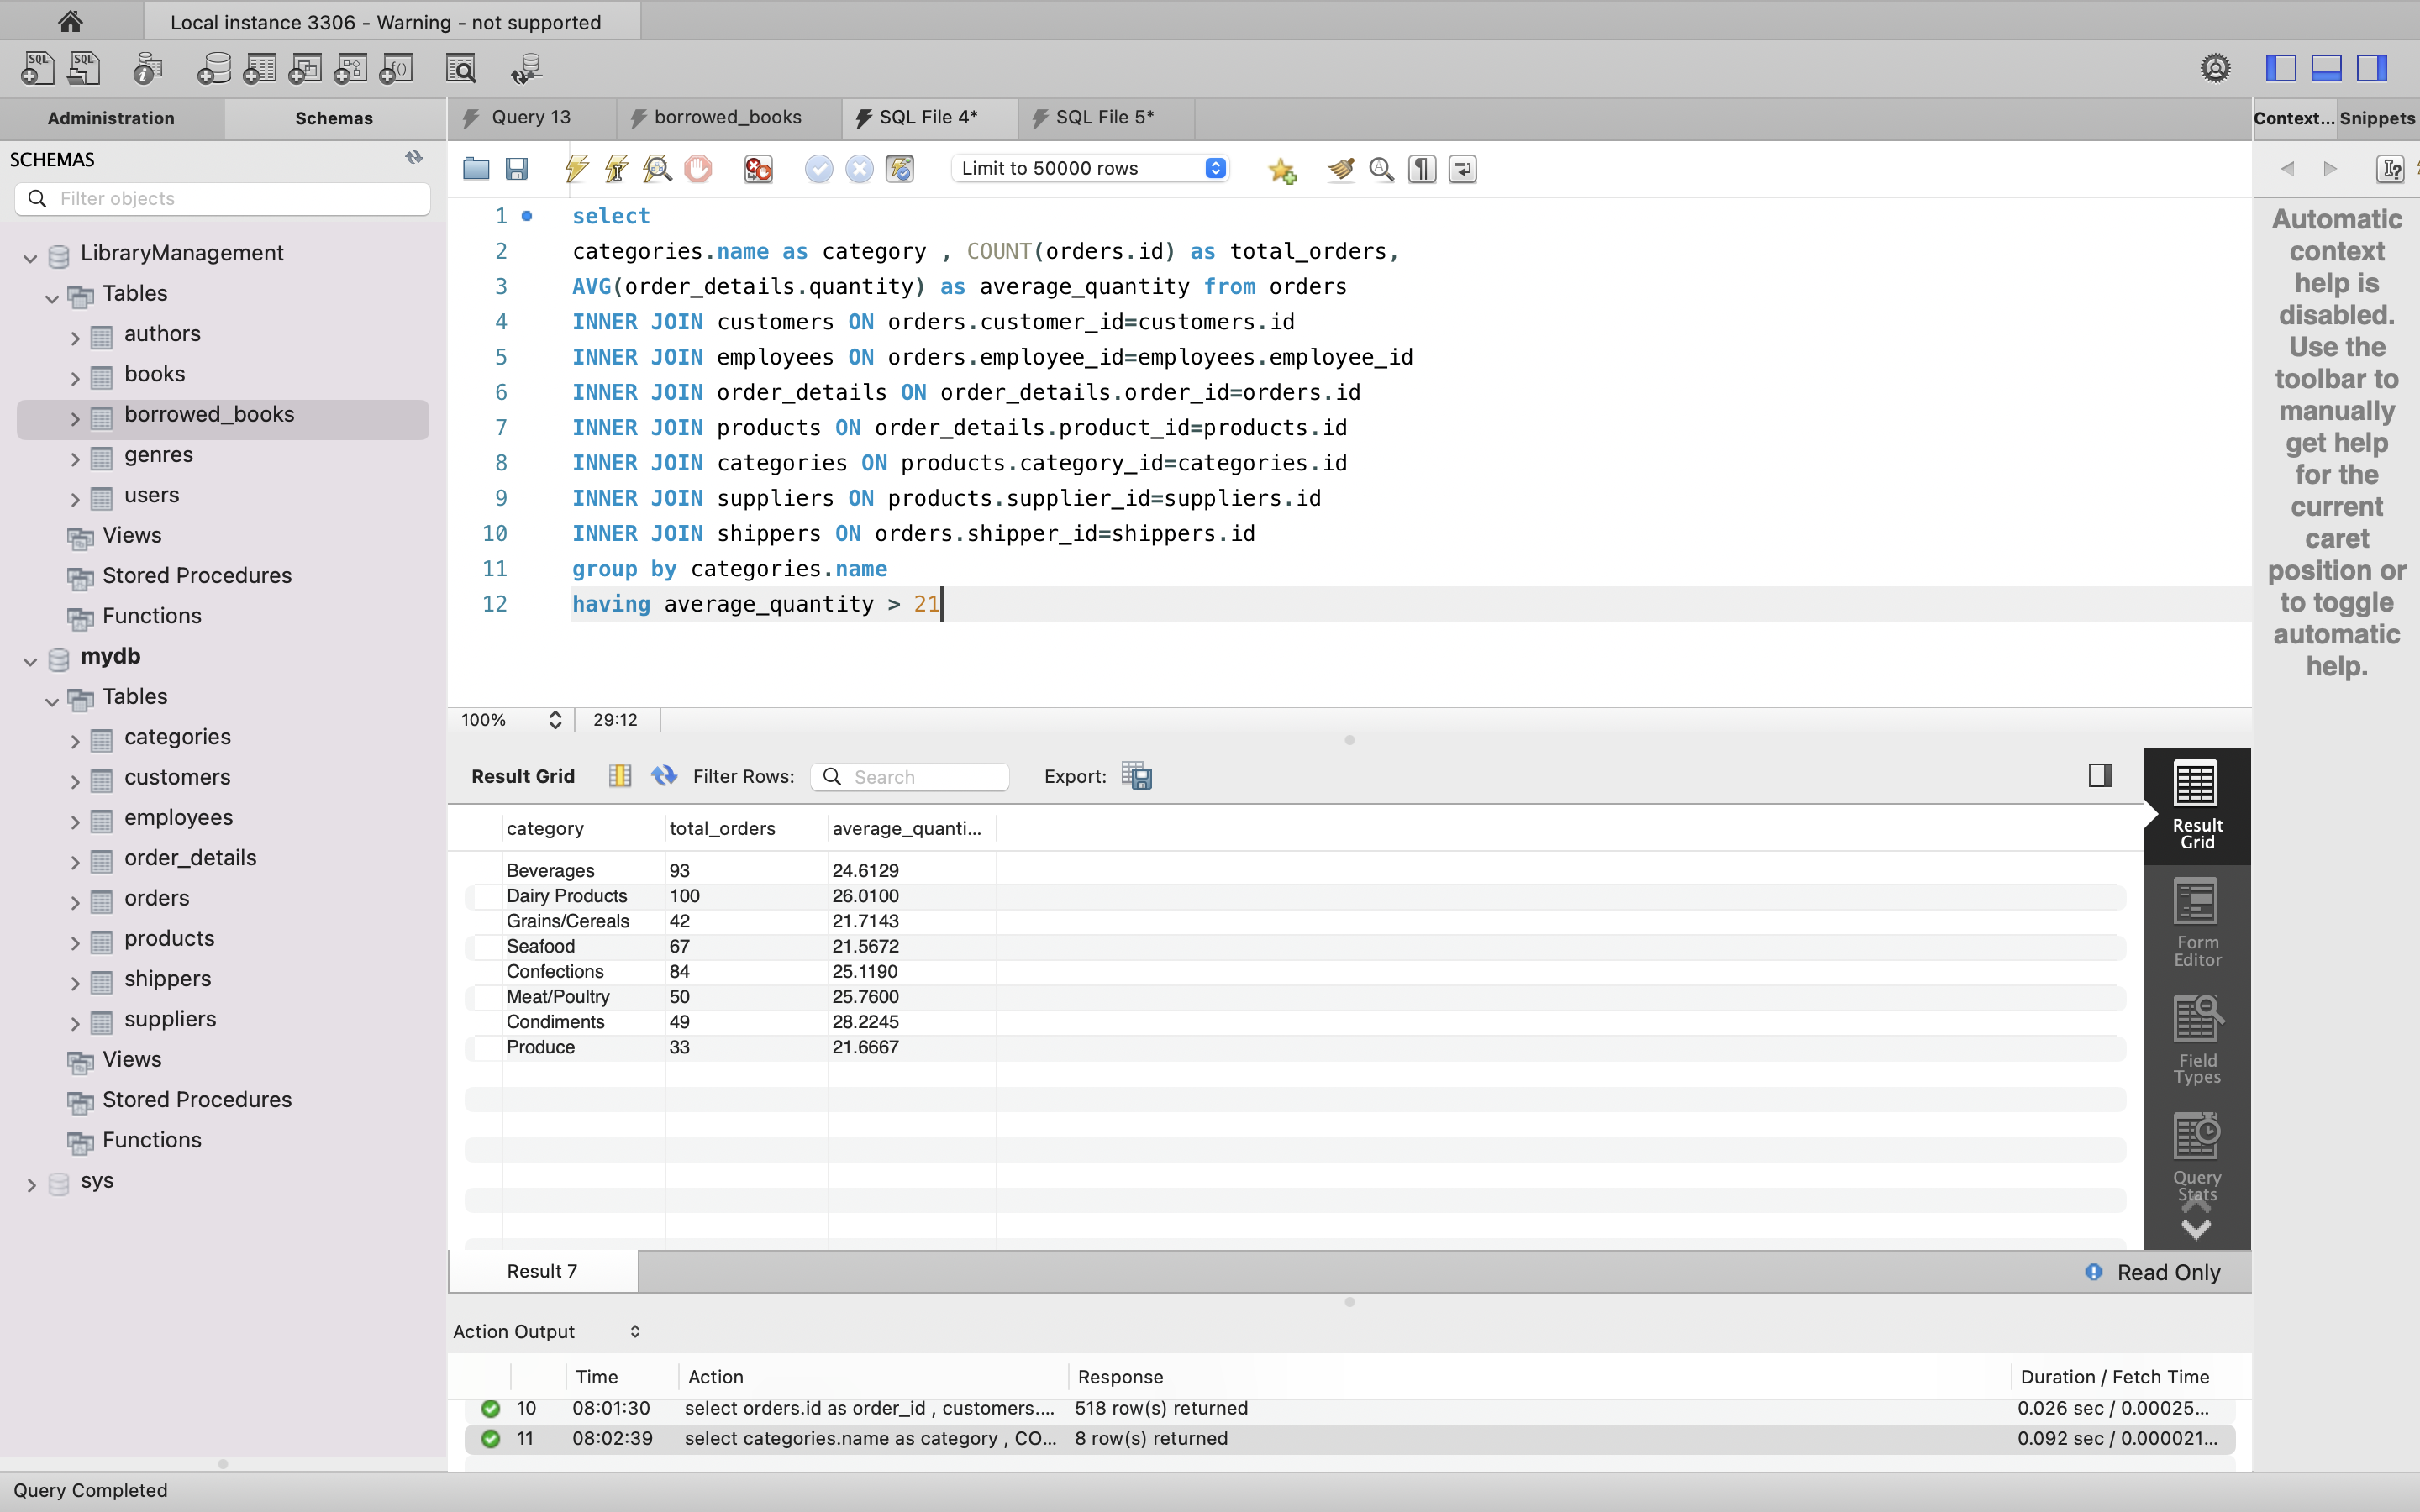 Local instance 3306 - Warning - not supported
SQL
SQL
Administration
Schemas
Query 13
borrowed_books
SQL File 4*
SQL File 5*
Context...
Snippets
SCHEMAS
Filter objects
Limit to 50000 rows
LibraryManagement
Tables
authors
books
borrowed_books
genres
users
Views
Stored Procedures
Functions
mydb
Tables
categories
customers
employees
order_details
orders
products
shippers
suppliers
Views
Stored Procedures
Functions
sys
1 select
2 categories.name as category , COUNT(orders.id) as total_orders,
3 AVG(order_details.quantity) as average_quantity from orders
4 INNER JOIN customers ON orders.customer_id=customers.id
5 INNER JOIN employees ON orders.employee_id=employees.employee_id
6 INNER JOIN order_details ON order_details.order_id=orders.id
7 INNER JOIN products ON order_details.product_id=products.id
8 INNER JOIN categories ON products.category_id=categories.id
9 INNER JOIN suppliers ON products.supplier_id=suppliers.id
10 INNER JOIN shippers ON orders.shipper_id=shippers.id
11 group by categories.name
12 having average_quantity > 21
Automatic
context
help is
disabled.
Use the
toolbar to
manually
get help
for the
current
caret
position or
to toggle
automatic
help.
100% 29:12
Result Grid Filter Rows: Search Export:
category total_orders average_quanti...
Beverages 93 24.6129
Dairy Products 100 26.0100
Grains/Cereals 42 21.7143
Seafood 67 21.5672
Confections 84 25.1190
Meat/Poultry 50 25.7600
Condiments 49 28.2245
Produce 33 21.6667
Result
Grid
Form
Editor
Field
Types
Query
Stats
Result 7
Read Only
Action Output
Time Action Response Duration / Fetch Time
10 08:01:30 select orders.id as order_id , customers.... 518 row(s) returned 0.026 sec / 0.00025...
11 08:02:39 select categories.name as category , CO... 8 row(s) returned 0.092 sec / 0.000021...
Query Completed